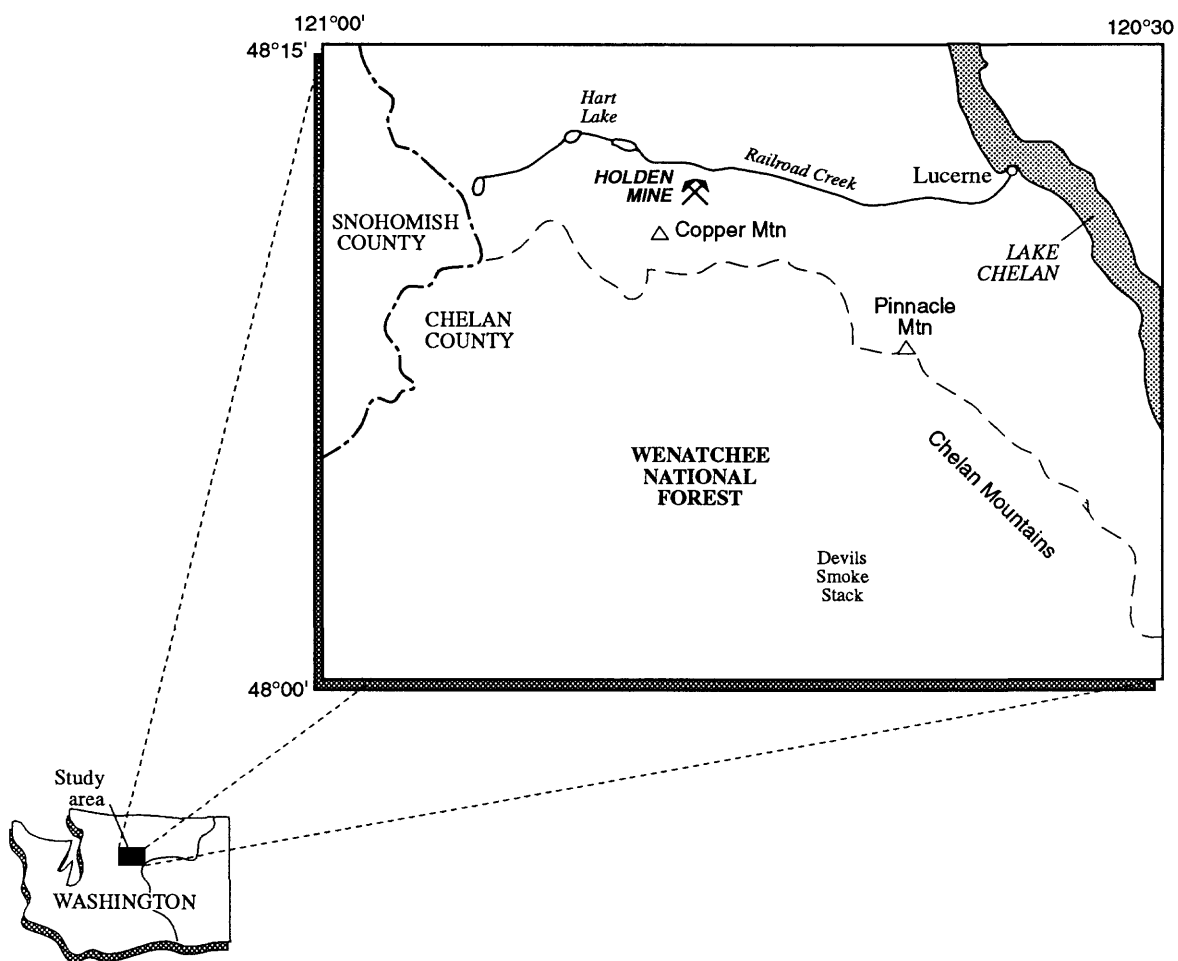 121°00'
120°30
48°15'
Hart
Lake
Railroad Creek
HOLDEN
MINE
Lucerne
SNOHOMISH
COUNTY
Copper Mtn
LAKE
CHELAN
CHELAN
COUNTY
Pinnacle
Mtn
WENATCHEE
NATIONAL
FOREST
Chelan Mountains
Devils
Smoke
Stack
48°00'
Study
area
WASHINGTON